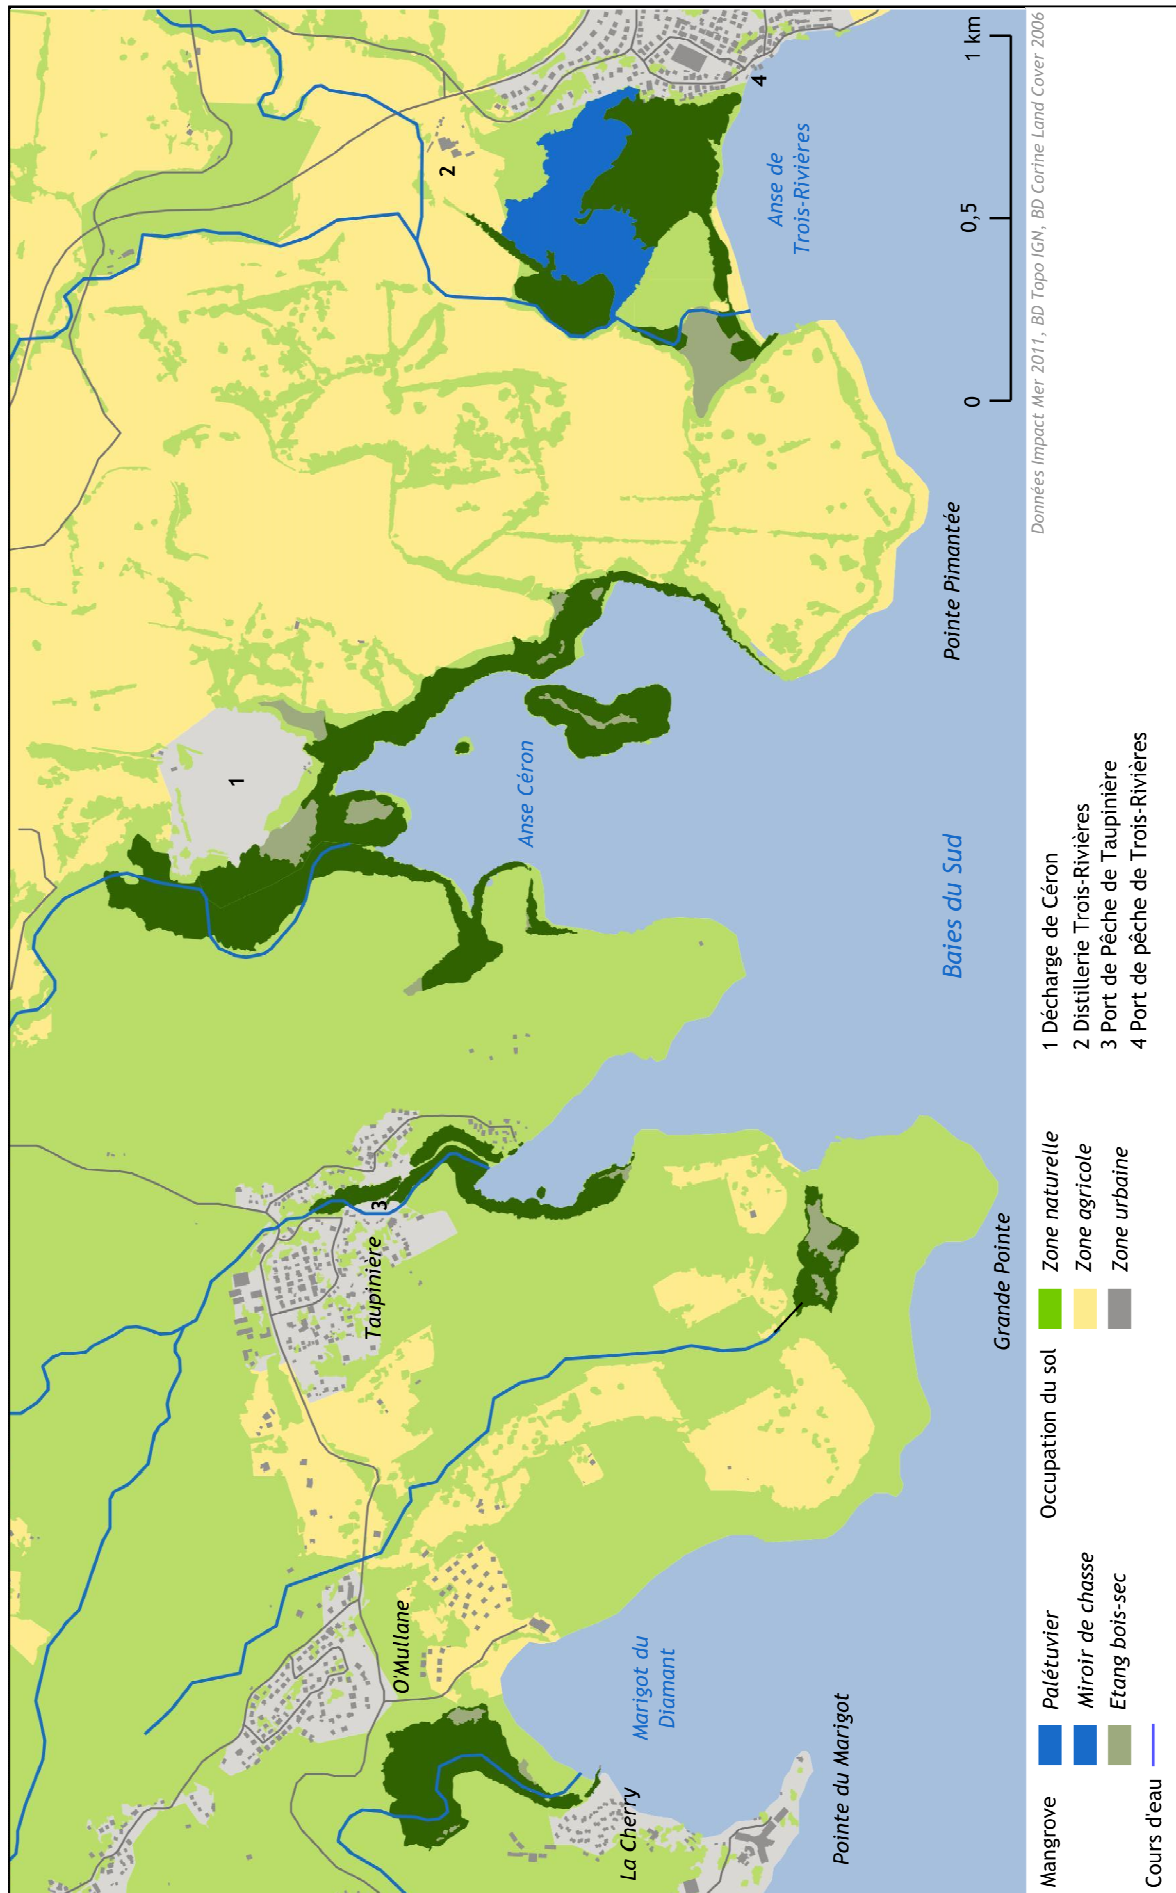 1
2
3
4
Taupinière
O'Mullane
La Cherry
Anse Céron
Anse de
Trois-Rivières
Marigot du
Diamant
Baies du Sud
Pointe du Marigot
Grande Pointe
Pointe Pimantée
0
0,5
1 km
Données Impact Mer 2011, BD Topo IGN, BD Corine Land Cover 2006
Mangrove
Palétuvier
Miroir de chasse
Etang bois-sec
Cours d'eau
Occupation du sol
Zone naturelle
Zone agricole
Zone urbaine
1 Décharge de Céron
2 Distillerie Trois-Rivières
3 Port de Pêche de Taupinière
4 Port de pêche de Trois-Rivières